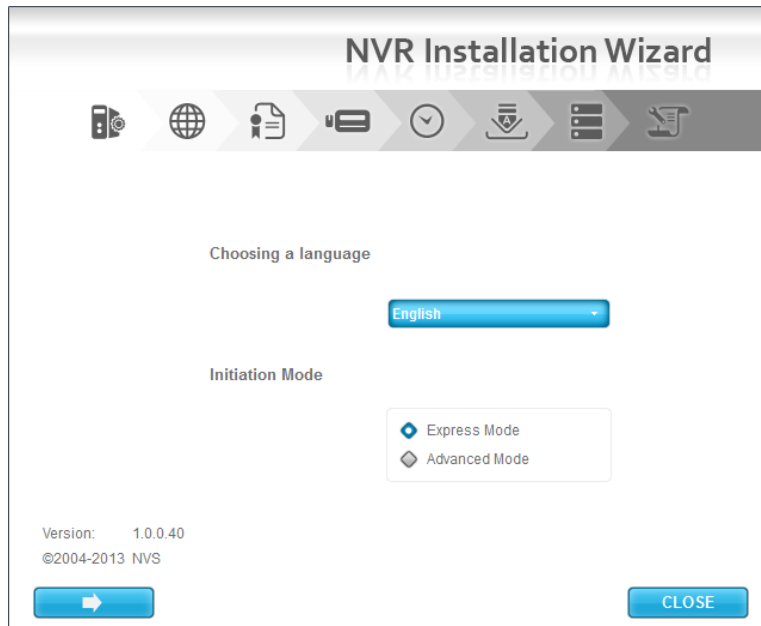 NVR Installation Wizard
Choosing a language
English
Initiation Mode
Express Mode
Advanced Mode
Version: 1.0.0.40
©2004-2013 NVS
CLOSE